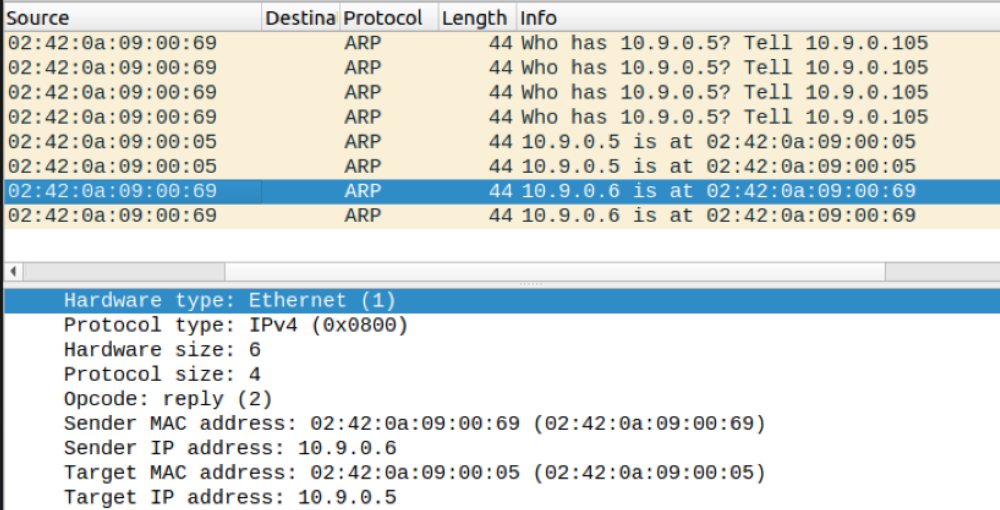 Source Destina Protocol Length Info
02:42:0a:09:00:69 ARP 44 Who has 10.9.0.5? Tell 10.9.0.105
02:42:0a:09:00:69 ARP 44 Who has 10.9.0.5? Tell 10.9.0.105
02:42:0a:09:00:69 ARP 44 Who has 10.9.0.5? Tell 10.9.0.105
02:42:0a:09:00:69 ARP 44 Who has 10.9.0.5? Tell 10.9.0.105
02:42:0a:09:00:05 ARP 44 10.9.0.5 is at 02:42:0a:09:00:05
02:42:0a:09:00:05 ARP 44 10.9.0.5 is at 02:42:0a:09:00:05
02:42:0a:09:00:69 ARP 44 10.9.0.6 is at 02:42:0a:09:00:69
02:42:0a:09:00:69 ARP 44 10.9.0.6 is at 02:42:0a:09:00:69
Hardware type: Ethernet (1)
Protocol type: IPv4 (0x0800)
Hardware size: 6
Protocol size: 4
Opcode: reply (2)
Sender MAC address: 02:42:0a:09:00:69 (02:42:0a:09:00:69)
Sender IP address: 10.9.0.6
Target MAC address: 02:42:0a:09:00:05 (02:42:0a:09:00:05)
Target IP address: 10.9.0.5